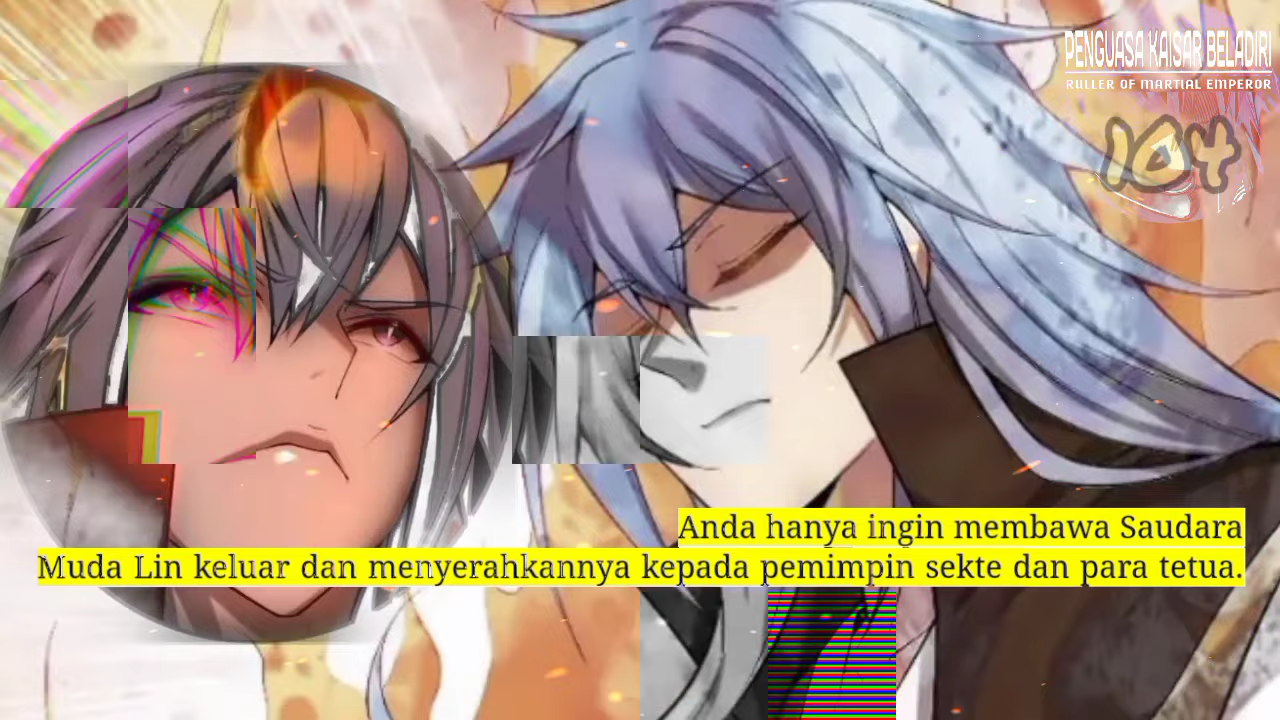 PENGUASA KAISAR BELADIRI
RULLER OF MARTIAL EMPEROR
104
Anda hanya ingin membawa Saudara
Muda Lin keluar dan menyerahkannya kepada pemimpin sekte dan para tetua.